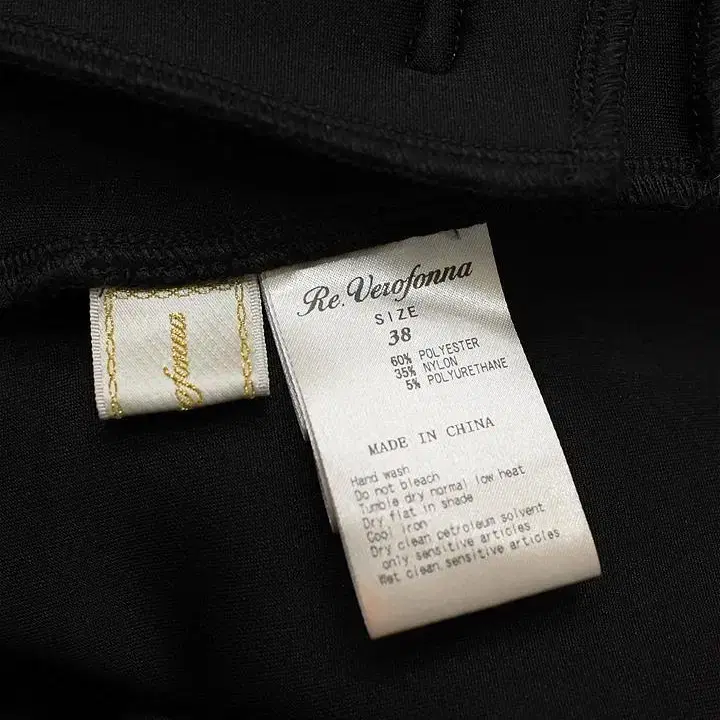 Re.Verofonna
SIZE
38
60% POLYESTER
35% NYLON
5% POLYURETHANE
MADE IN CHINA
Hand wash
Do not bleach
Tumble dry normal low heat
Dry flat in shade
Cool iron
Dry clean petroleum solvent
only sensitive articles
Wet clean sensitive articles